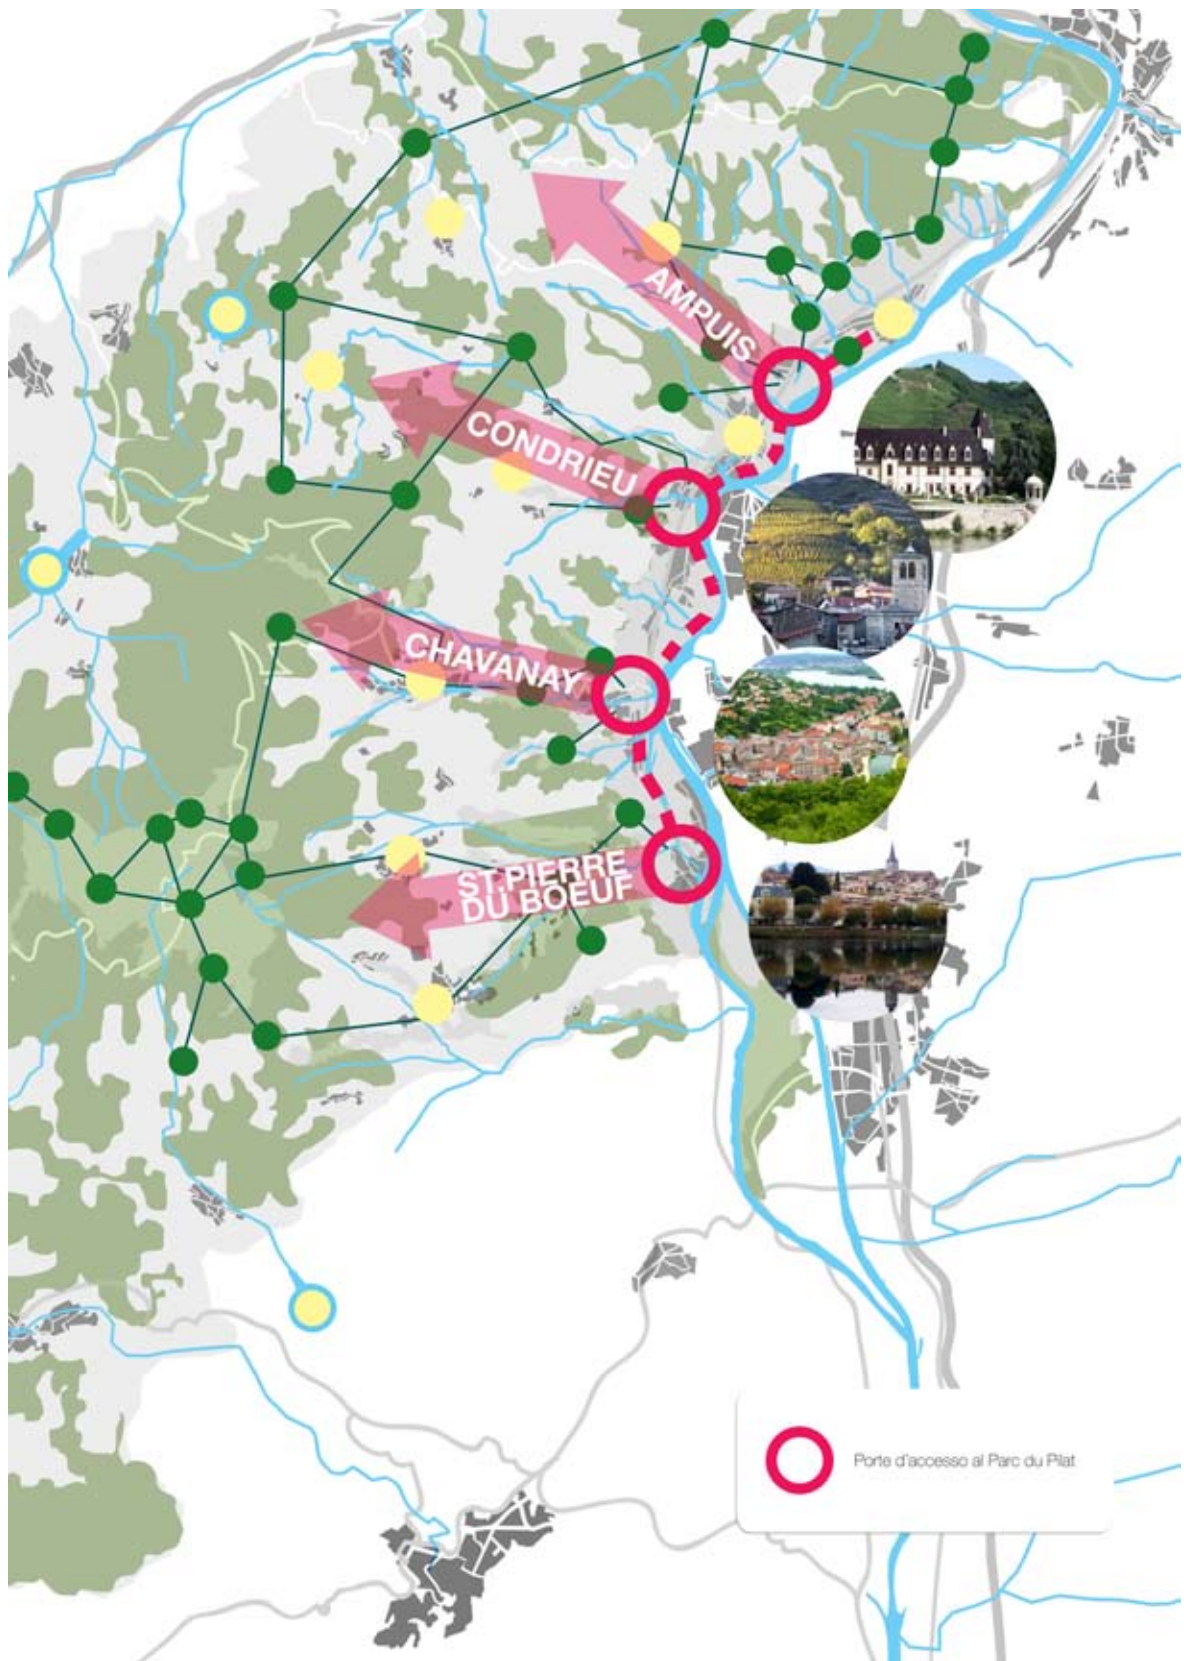 AMPUIS
CONDRIEU
CHAVANAY
ST.PIERRE
DU BOEUF
Porte d'accesso al Parc du Pilat